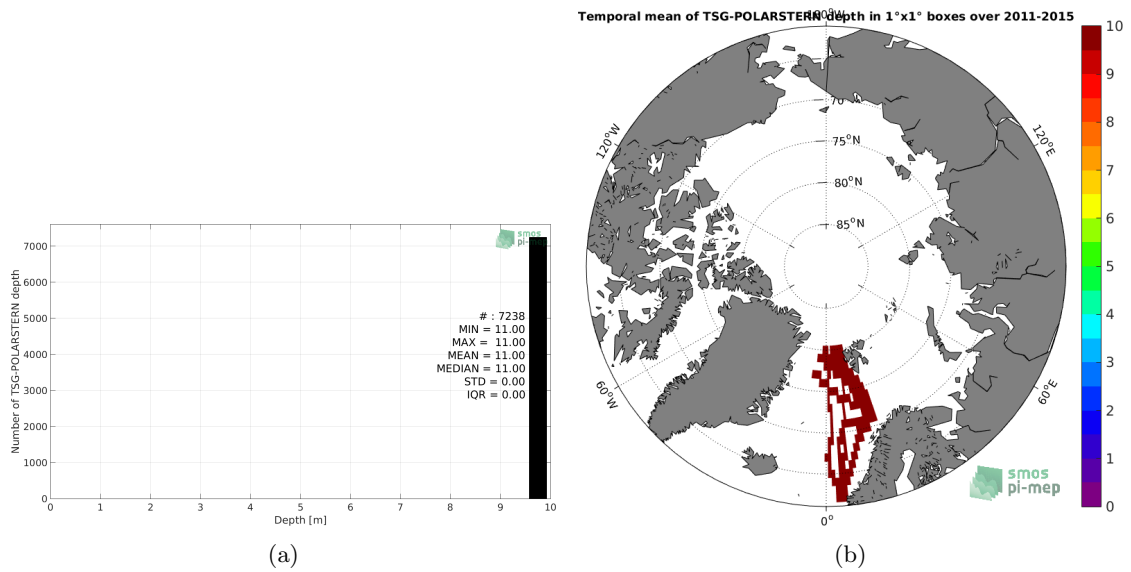 7000
6000
5000
4000
3000
2000
1000
0
Number of TSG-POLARSTERN depth
smos
pi-mep
# : 7238
MIN = 11.00
MAX = 11.00
MEAN = 11.00
MEDIAN = 11.00
STD = 0.00
IQR = 0.00
0 1 2 3 4 5 6 7 8 9 10
Depth [m]
(a)
Temporal mean of TSG-POLARSTERN depth in 1°x1° boxes over 2011-2015
180°W
120°W
120°E
70°
75°N
80°N
85°N
60°W
60°E
0°
smos
pi-mep
10
9
8
7
6
5
4
3
2
1
0
(b)